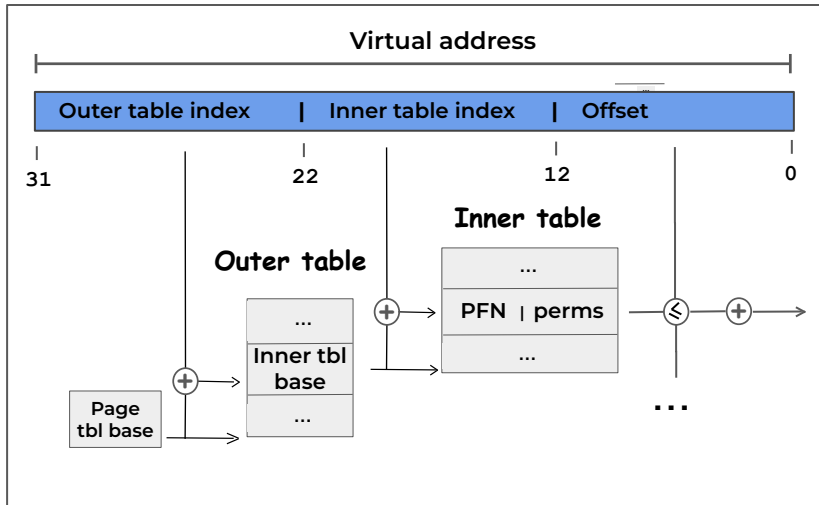 Virtual address
...
Outer table index | Inner table index | Offset
31 22 12 0
Inner table
Outer table
...
PFN | perms
≤
+
+
...
...
Inner tbl
base
+
...
Page
tbl base
...